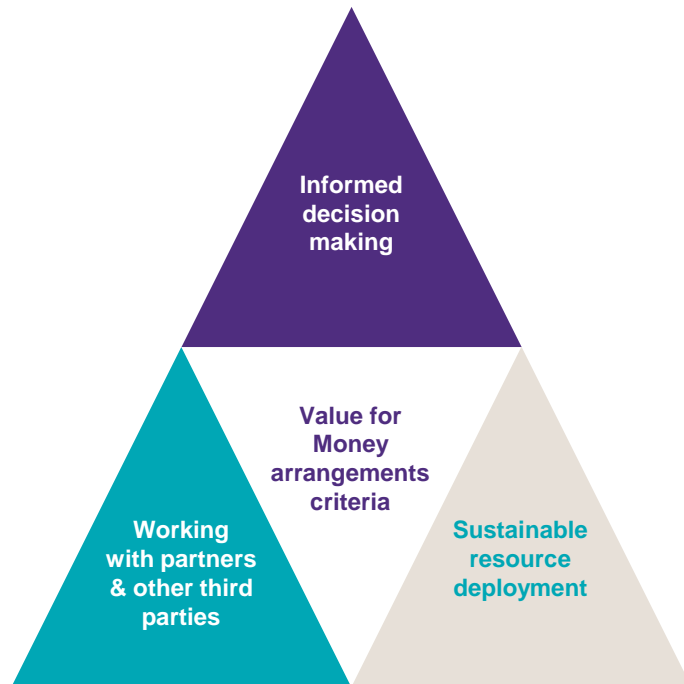 Informed
decision
making
Value for
Money
arrangements
criteria
Working
with partners
& other third
parties
Sustainable
resource
deployment